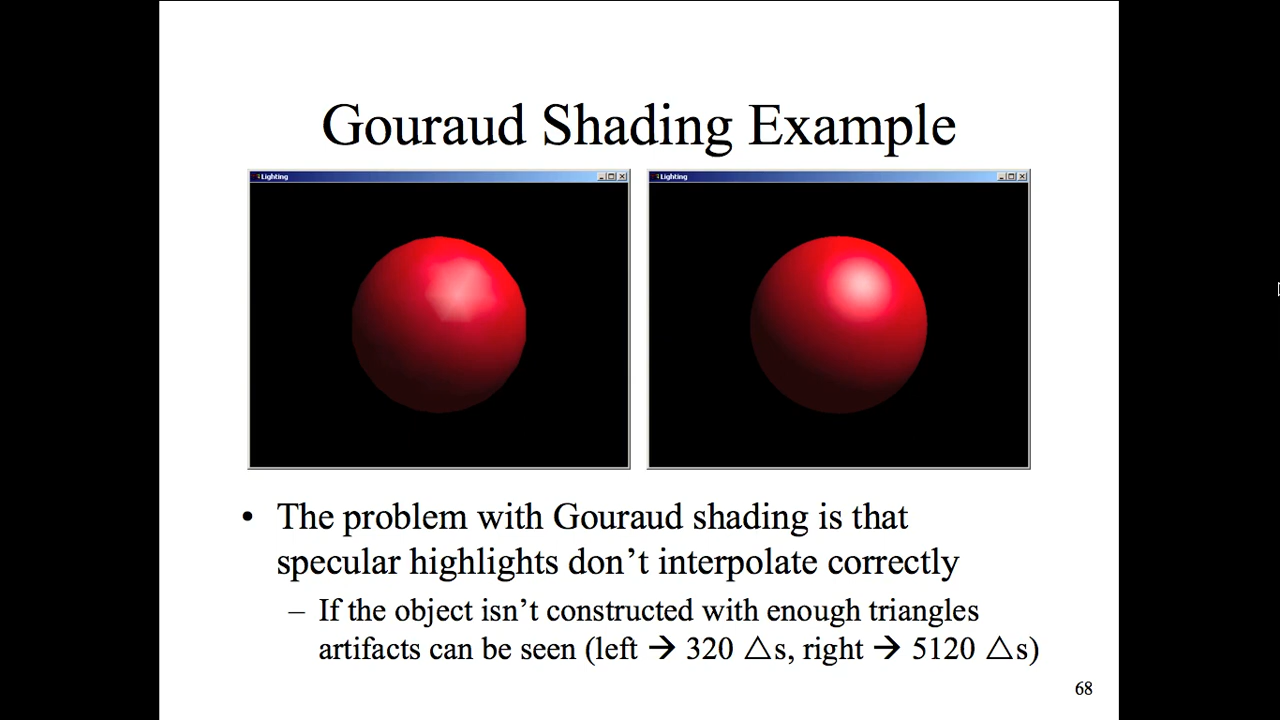 Gouraud Shading Example
Lighting
Lighting
• The problem with Gouraud shading is that
specular highlights don’t interpolate correctly
– If the object isn’t constructed with enough triangles
artifacts can be seen (left → 320 △s, right → 5120 △s)
68